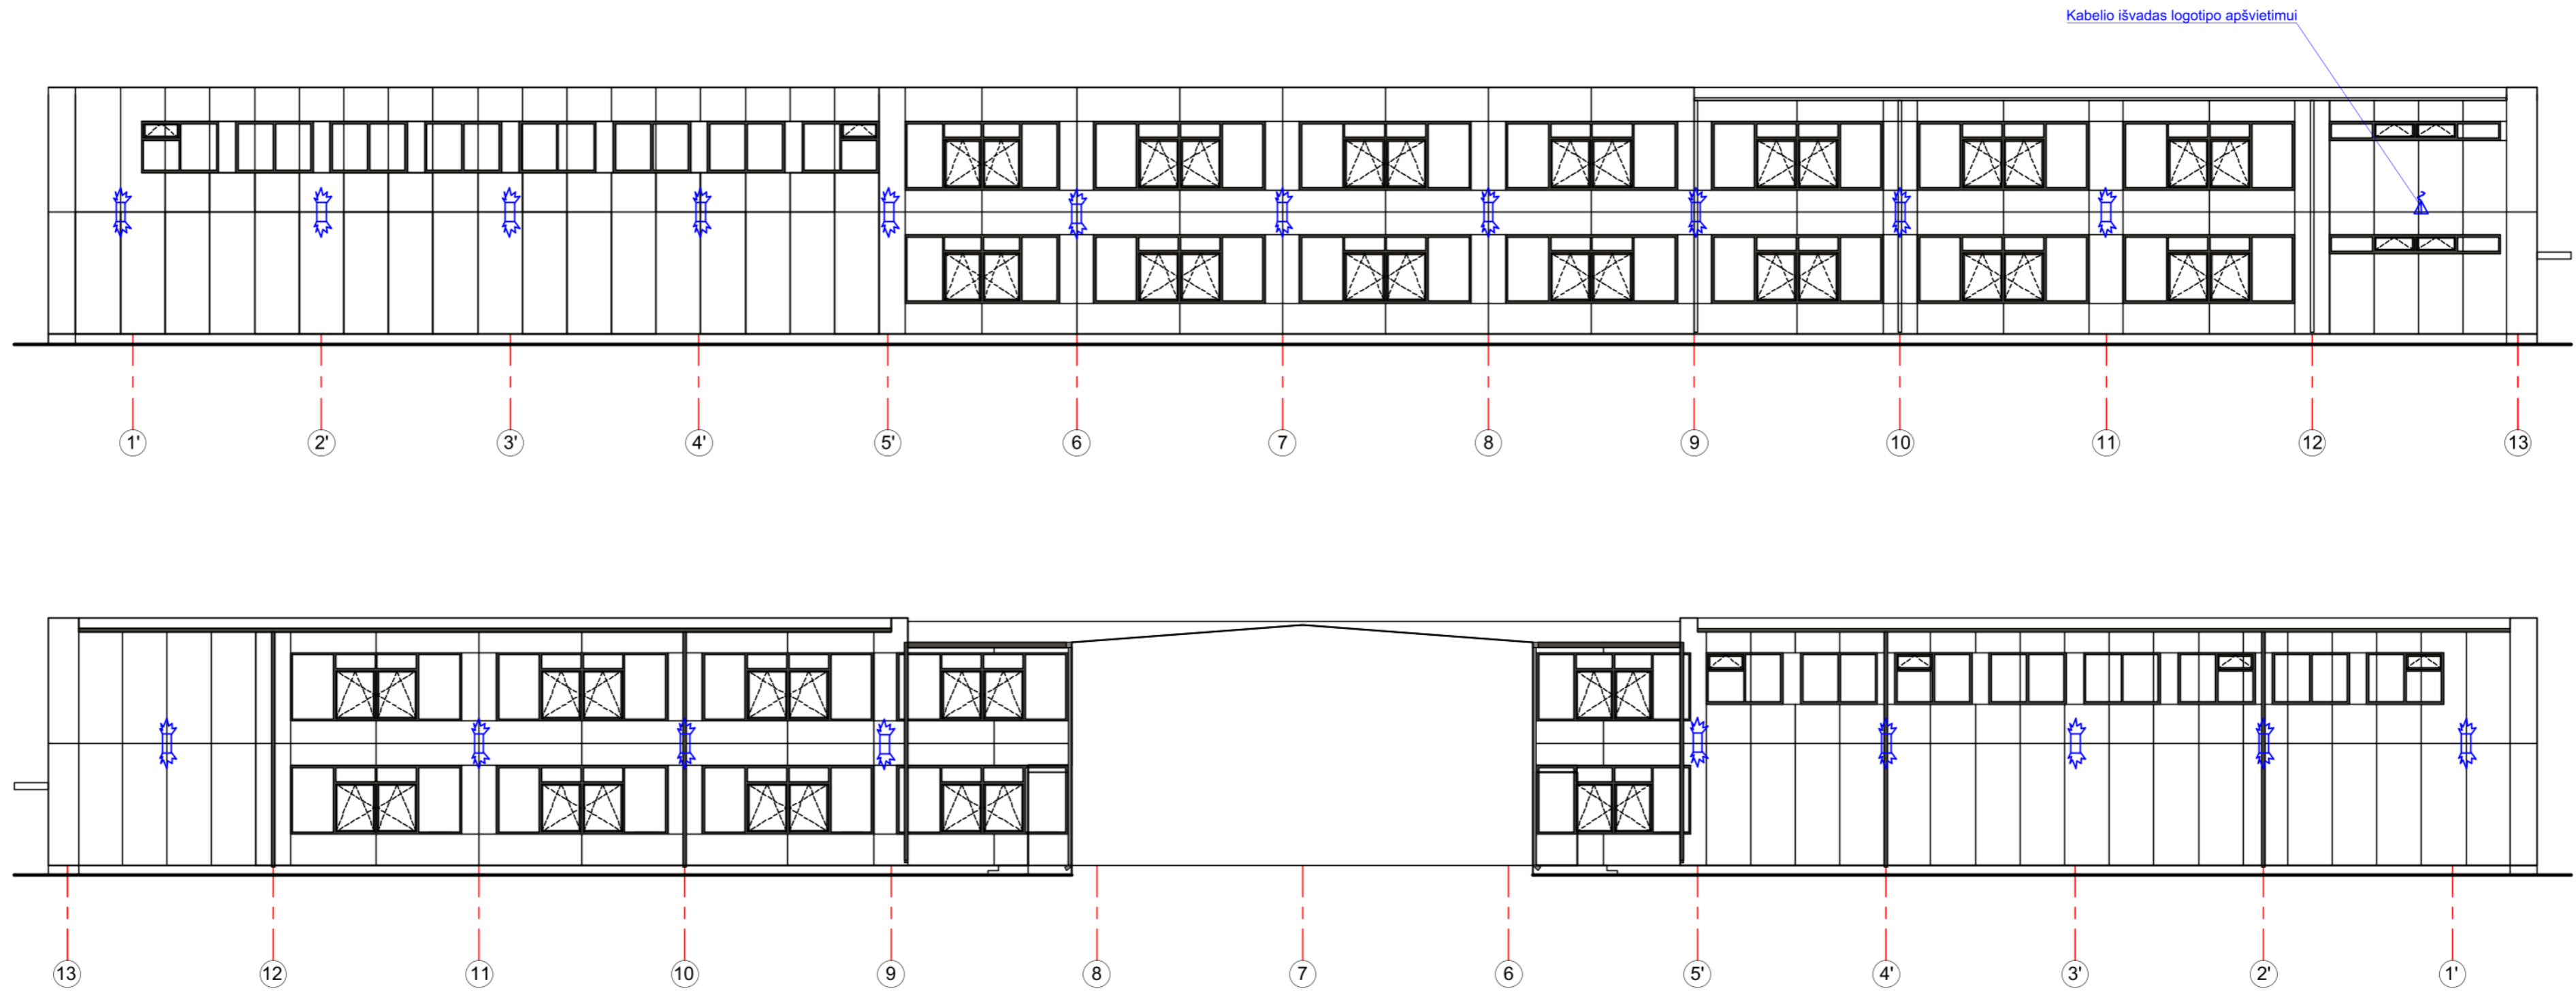 Kabelio išvadas logotipo apšvietimui
1' 2' 3' 4' 5' 6 7 8 9 10 11 12 13
13 12 11 10 9 8 7 6 5' 4' 3' 2' 1'